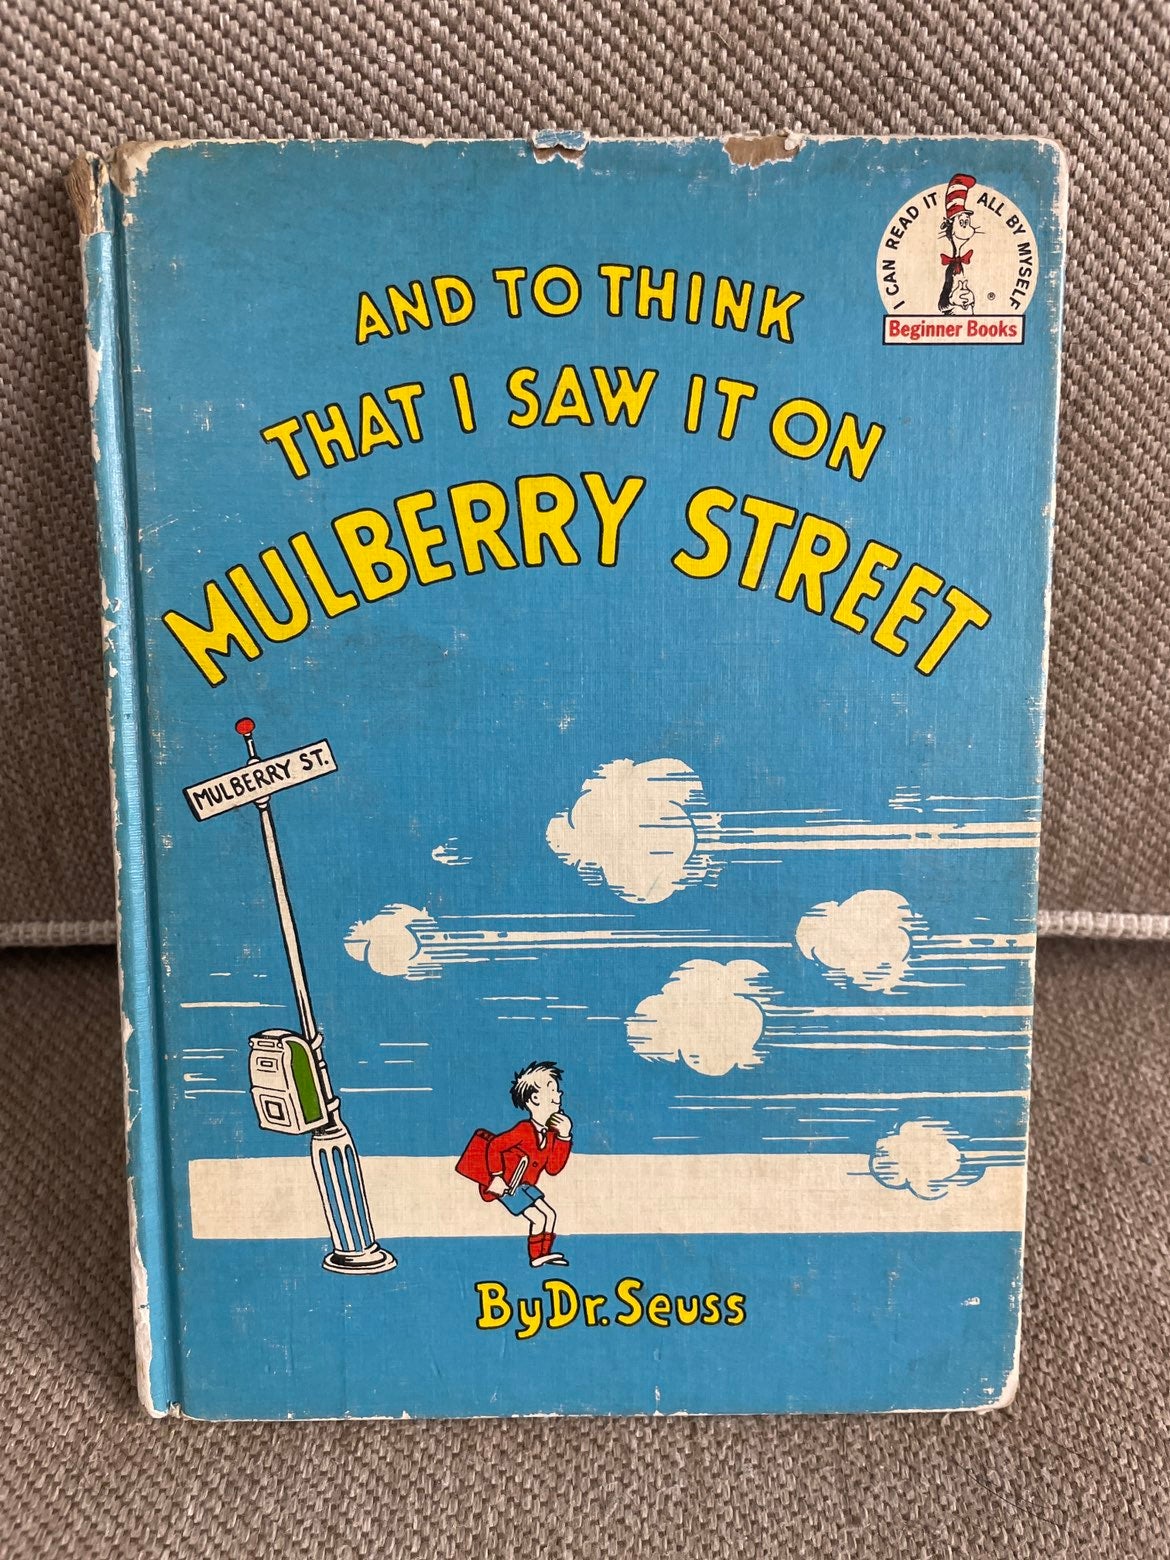 I CAN READ IT ALL BY MYSELF
®
Beginner Books
AND TO THINK
THAT I SAW IT ON
MULBERRY STREET
MULBERRY ST.
By Dr. Seuss